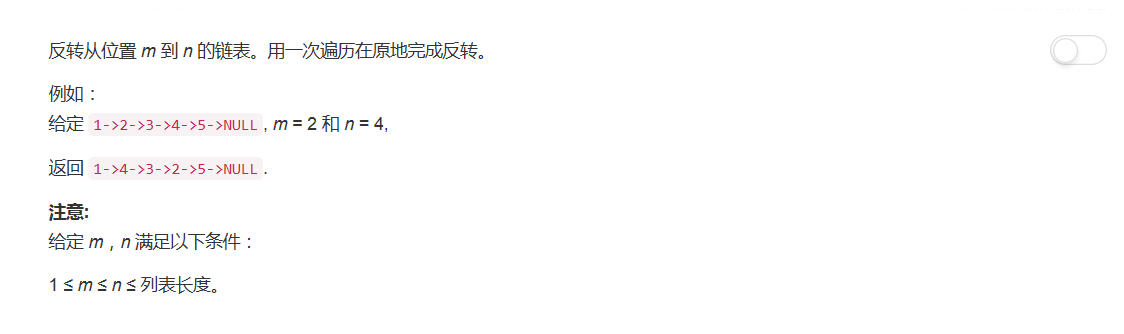 反转从位置 m 到 n 的链表。用一次遍历在原地完成反转。
例如：
给定 1->2->3->4->5->NULL, m = 2 和 n = 4,
返回 1->4->3->2->5->NULL.
注意:
给定 m，n 满足以下条件：
1 ≤ m ≤ n ≤ 列表长度。